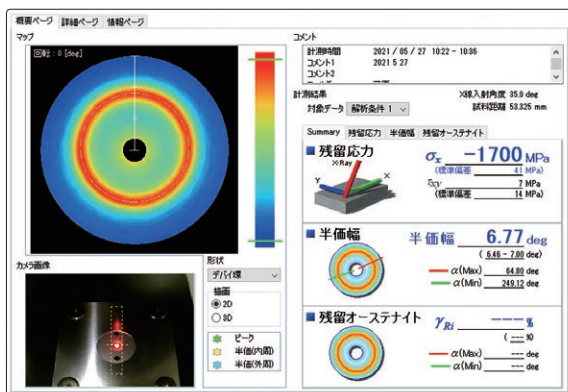 概要ページ 詳細ページ 情報ページ
マップ
回転: 0 [deg]
カメラ画像
形状
デバイ環
描画
2D
3D
ピーク
半価(内周)
半価(外周)
コメント
計測時間 2021 / 05 / 27 10:22 - 10:36
コメント1 2021 5 27
コメント2
計測結果
X線入射角度 35.0 deg
対象データ 解析条件 1
試料距離 53.325 mm
Summary 残留応力 半価幅 残留オーステナイト
残留応力
X-Ray
Y
X
σx −1700 MPa
(標準偏差 41 MPa)
τxy 7 MPa
(標準偏差 14 MPa)
半価幅
半価幅 6.77 deg
( 6.46 - 7.80 deg)
α(Max) 64.80 deg
α(Min) 249.12 deg
残留オーステナイト
γRi --- %
( --- %)
α(Max) --- deg
α(Min) --- deg